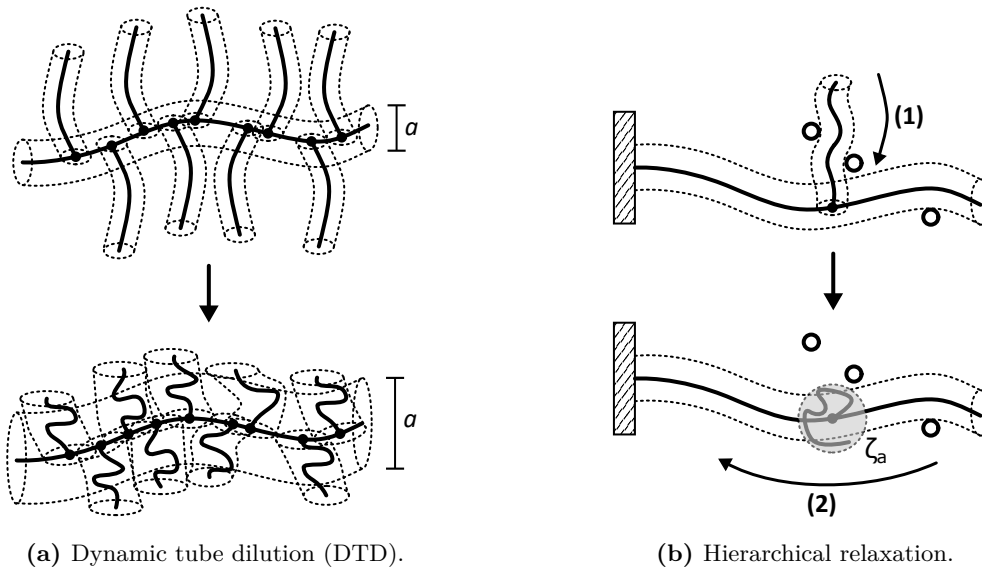 a
(1)
a
ζa
(2)
(a) Dynamic tube dilution (DTD).
(b) Hierarchical relaxation.